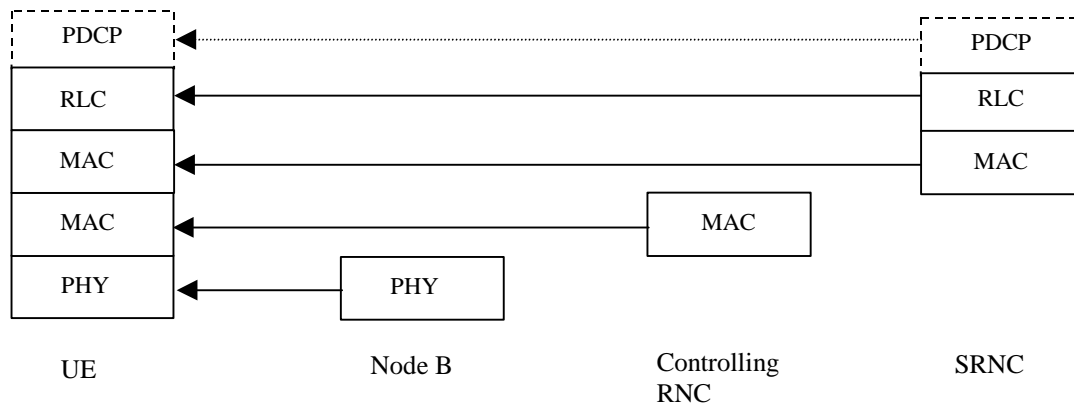 PDCP
PDCP
RLC
RLC
MAC
MAC
MAC
MAC
PHY
PHY
UE
Node B
Controlling
RNC
SRNC